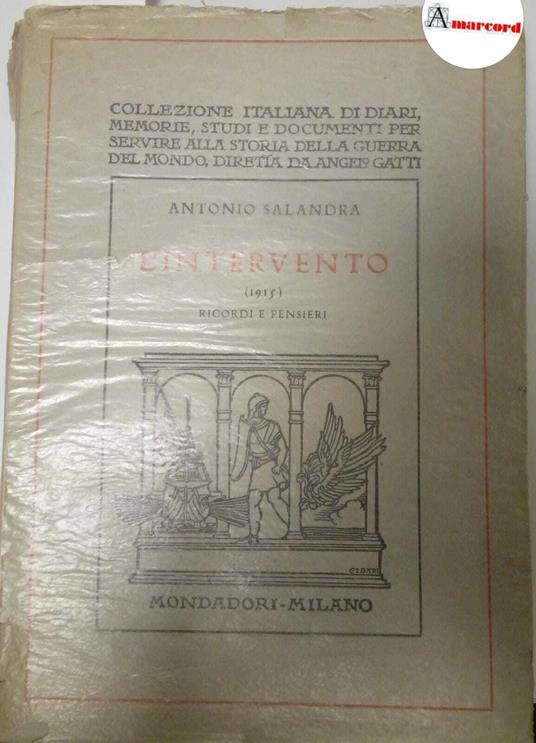 Amarcord
COLLEZIONE ITALIANA DI DIARI,
MEMORIE, STUDI E DOCUMENTI PER
SERVIRE ALLA STORIA DELLA GUERRA
DEL MONDO, DIRETTA DA ANGELO GATTI
ANTONIO SALANDRA
L'INTERVENTO
(1915)
RICORDI E PENSIERI
MONDADORI-MILANO